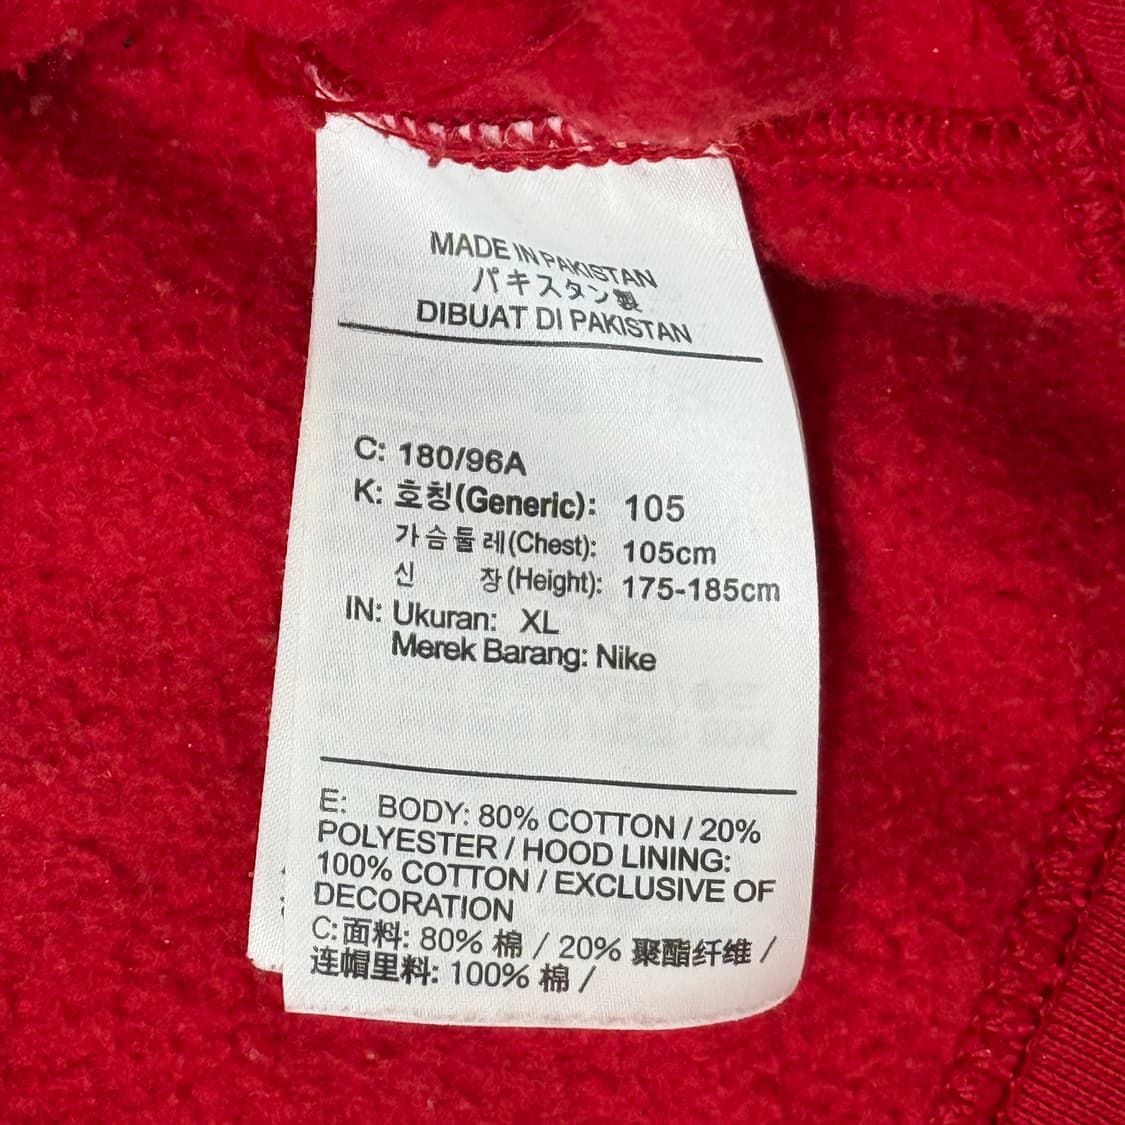 MADE IN PAKISTAN
パキスタン製
DIBUAT DI PAKISTAN
C: 180/96A
K: 호칭(Generic): 105
가슴둘레(Chest): 105cm
신 장(Height): 175-185cm
IN: Ukuran: XL
Merek Barang: Nike
E: BODY: 80% COTTON / 20%
POLYESTER / HOOD LINING:
100% COTTON / EXCLUSIVE OF
DECORATION
C:面料: 80% 棉 / 20% 聚酯纤维 /
连帽里料: 100% 棉 /